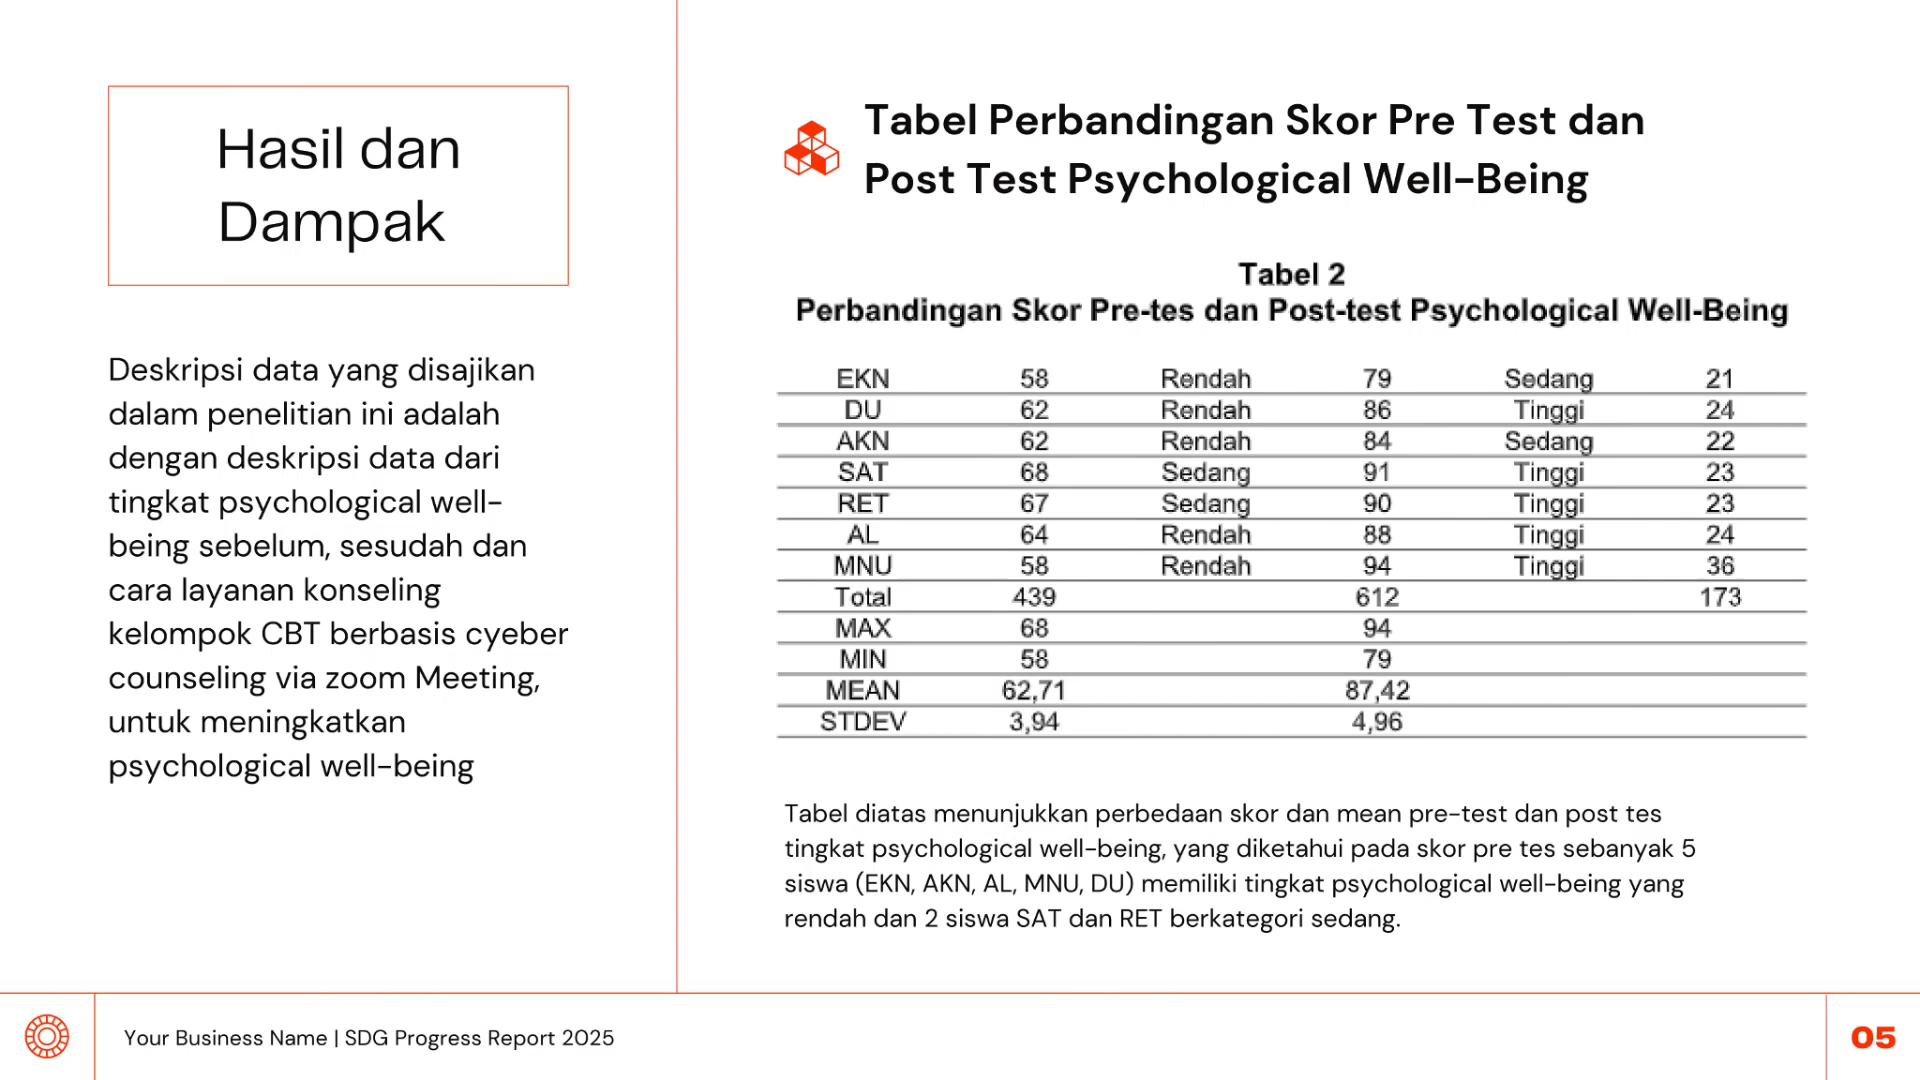 Hasil dan
Dampak
Deskripsi data yang disajikan
dalam penelitian ini adalah
dengan deskripsi data dari
tingkat psychological well-
being sebelum, sesudah dan
cara layanan konseling
kelompok CBT berbasis cyeber
counseling via zoom Meeting,
untuk meningkatkan
psychological well-being
Tabel Perbandingan Skor Pre Test dan
Post Test Psychological Well-Being
Tabel 2
Perbandingan Skor Pre-tes dan Post-test Psychological Well-Being
EKN 58 Rendah 79 Sedang 21
DU 62 Rendah 86 Tinggi 24
AKN 62 Rendah 84 Sedang 22
SAT 68 Sedang 91 Tinggi 23
RET 67 Sedang 90 Tinggi 23
AL 64 Rendah 88 Tinggi 24
MNU 58 Rendah 94 Tinggi 36
Total 439 612 173
MAX 68 94
MIN 58 79
MEAN 62,71 87,42
STDEV 3,94 4,96
Tabel diatas menunjukkan perbedaan skor dan mean pre-test dan post tes
tingkat psychological well-being, yang diketahui pada skor pre tes sebanyak 5
siswa (EKN, AKN, AL, MNU, DU) memiliki tingkat psychological well-being yang
rendah dan 2 siswa SAT dan RET berkategori sedang.
Your Business Name | SDG Progress Report 2025
05